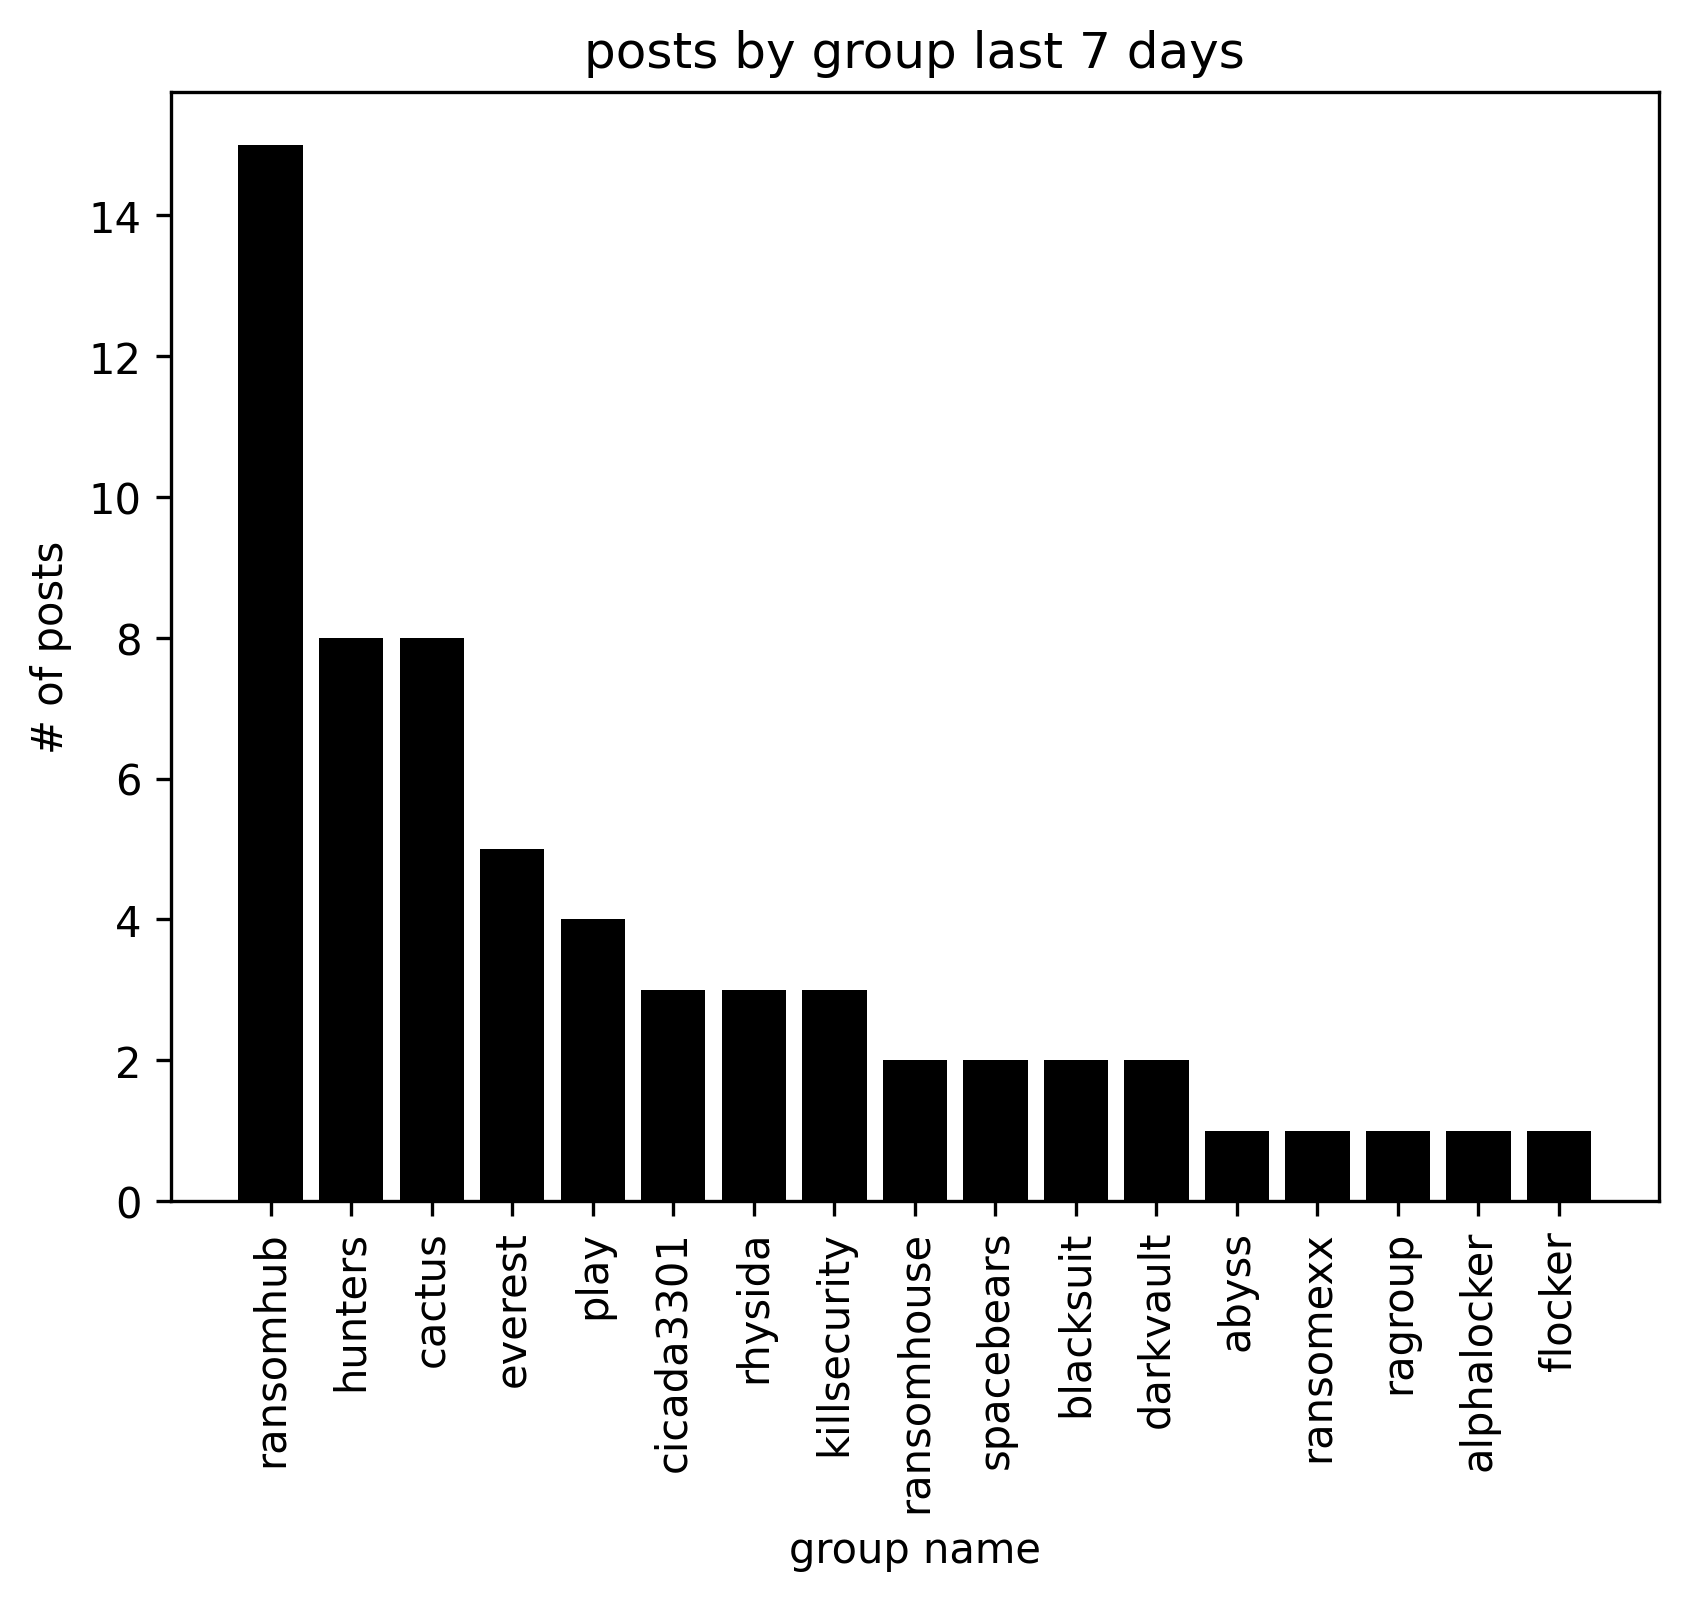 posts by group last 7 days
# of posts
14
12
10
8
6
4
2
0
ransomhub
hunters
cactus
everest
play
cicada3301
rhysida
killsecurity
ransomhouse
spacebears
blacksuit
darkvault
abyss
ransomexx
ragroup
alphalocker
flocker
group name